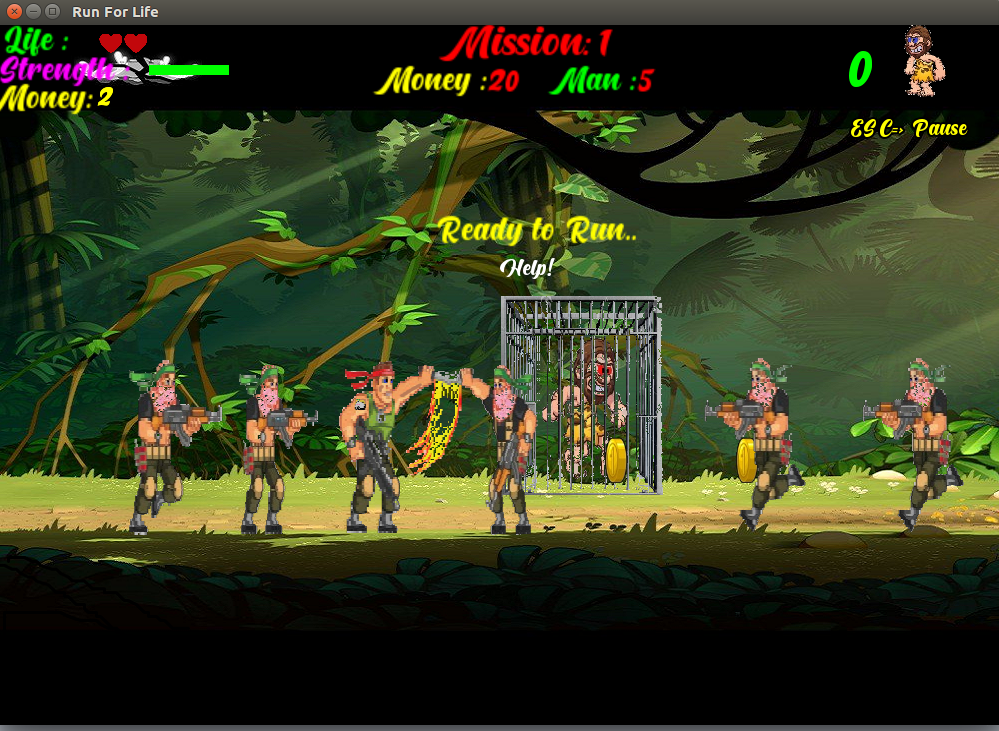 Run For Life
Life :
Mission: 1
Strength :
Money :20 Man :5
0
Money: 2
ESC=> Pause
Ready to Run..
Help!